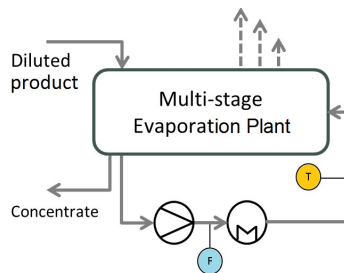 Diluted
product
Multi-stage
Evaporation Plant
T
Concentrate
F